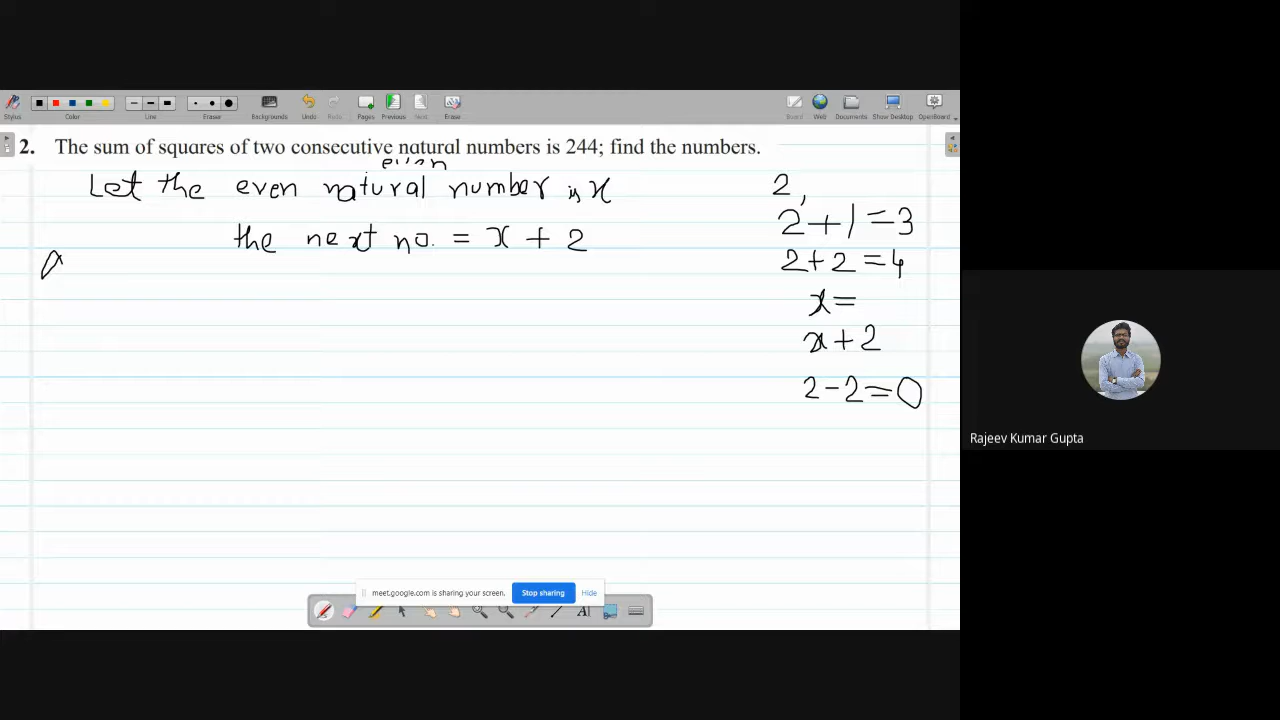 Stylus Color Line Eraser Backgrounds Undo Redo Pages Previous Next Erase Board Web Documents Show Desktop OpenBoard
2. The sum of squares of two consecutive natural numbers is 244; find the numbers.
even
Let the even natural number is x
the next no. = x + 2
2,
2+1=3
2+2=4
x=
x+2
2-2=0
Rajeev Kumar Gupta
meet.google.com is sharing your screen. Stop sharing Hide